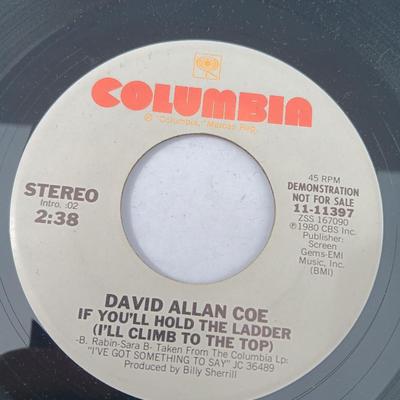 COLUMBIA
® "Columbia," Marcas Reg.
STEREO
Intro. :02
2:38
45 RPM
DEMONSTRATION
NOT FOR SALE
11-11397
ZSS 167090
℗ 1980 CBS Inc.
Publisher:
Screen
Gems-EMI
Music, Inc.
(BMI)
DAVID ALLAN COE
IF YOU'LL HOLD THE LADDER
(I'LL CLIMB TO THE TOP)
-B. Rabin-Sara B- Taken From The Columbia Lp:
"I'VE GOT SOMETHING TO SAY" JC 36489
Produced by Billy Sherrill